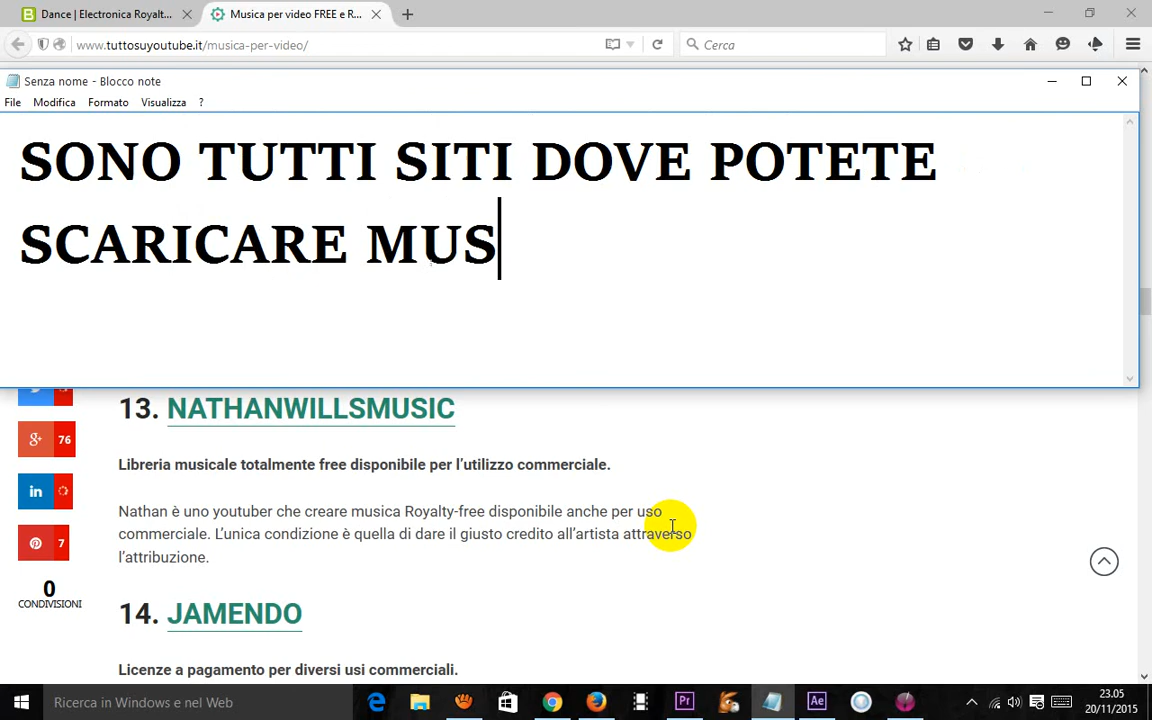 Dance | Electronica Royalt...
Musica per video FREE e R...
www.tuttosuyoutube.it/musica-per-video/
Cerca
Senza nome - Blocco note
File Modifica Formato Visualizza ?
SONO TUTTI SITI DOVE POTETE
SCARICARE MUS
13. NATHANWILLSMUSIC
76
Libreria musicale totalmente free disponibile per l’utilizzo commerciale.
in
Nathan è uno youtuber che creare musica Royalty-free disponibile anche per uso
commerciale. L’unica condizione è quella di dare il giusto credito all’artista attraverso
7
l’attribuzione.
0
CONDIVISIONI
14. JAMENDO
Licenze a pagamento per diversi usi commerciali.
Ricerca in Windows e nel Web
Pr
Ae
23.05
20/11/2015